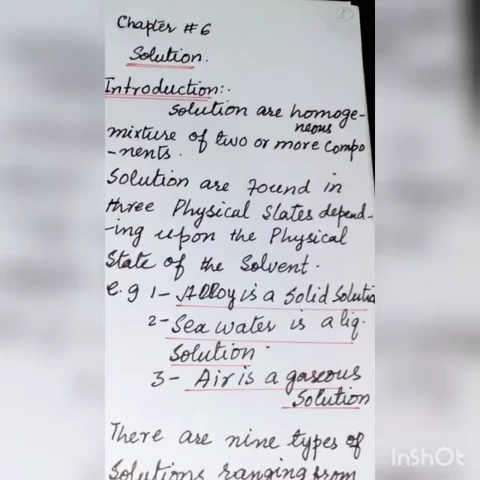 Chapter # 6
Solution.
Introduction:-
Solution are homoge-
neous
mixture of two or more compo
-nents.
Solution are found in
three Physical States depend-
-ing upon the Physical
State of the Solvent.
e.g 1- Alloy is a Solid Solutio
2- Sea water is a liq.
Solution.
3- Air is a gaseous
Solution
There are nine types of
Solutions ranging from
InShOt